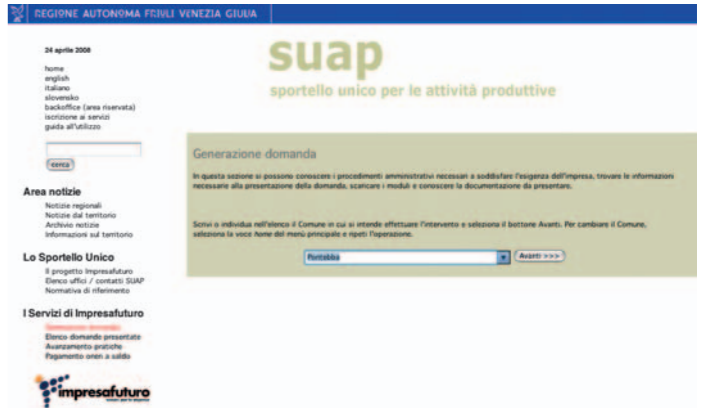 REGIONE AUTONOMA FRIULI VENEZIA GIULIA
24 aprile 2008
home
english
italiano
slovensko
backoffice (area riservata)
iscrizione ai servizi
guida all'utilizzo
cerca
Area notizie
Notizie regionali
Notizie dal territorio
Archivio notizie
Informazioni sul territorio
Lo Sportello Unico
Il progetto Impresafuturo
Elenco uffici / contatti SUAP
Normativa di riferimento
I Servizi di Impresafuturo
Generazione domanda
Elenco domande presentate
Avanzamento pratiche
Pagamento oneri a saldo
impresafuturo
suap
sportello unico per le attività produttive
Generazione domanda
In questa sezione si possono conoscere i procedimenti amministrativi necessari a soddisfare l'esigenza dell'impresa, trovare le informazioni
necessarie alla presentazione della domanda, scaricare i moduli e conoscere la documentazione da presentare.
Scrivi o individua nell'elenco il Comune in cui si intende effettuare l'intervento e seleziona il bottone Avanti. Per cambiare il Comune,
seleziona la voce home del menù principale e ripeti l'operazione.
Pontebba
Avanti >>>